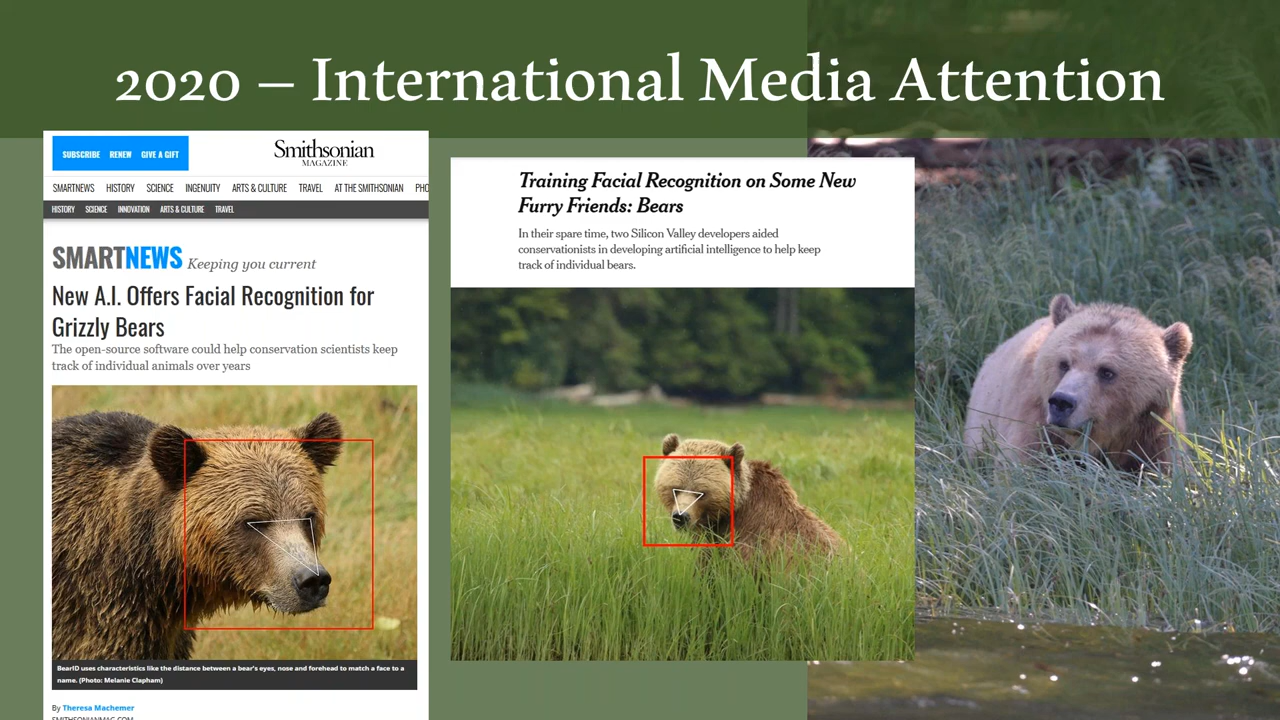 2020 – International Media Attention
SUBSCRIBE RENEW GIVE A GIFT
Smithsonian
MAGAZINE
SMARTNEWS HISTORY SCIENCE INGENUITY ARTS & CULTURE TRAVEL AT THE SMITHSONIAN PHO
HISTORY SCIENCE INNOVATION ARTS & CULTURE TRAVEL
SMARTNEWS Keeping you current
New A.I. Offers Facial Recognition for
Grizzly Bears
The open-source software could help conservation scientists keep
track of individual animals over years
BearID uses characteristics like the distance between a bear's eyes, nose and forehead to match a face to a
name. (Photo: Melanie Clapham)
By Theresa Machemer
SMITHSONIANMAG.COM
Training Facial Recognition on Some New
Furry Friends: Bears
In their spare time, two Silicon Valley developers aided
conservationists in developing artificial intelligence to help keep
track of individual bears.